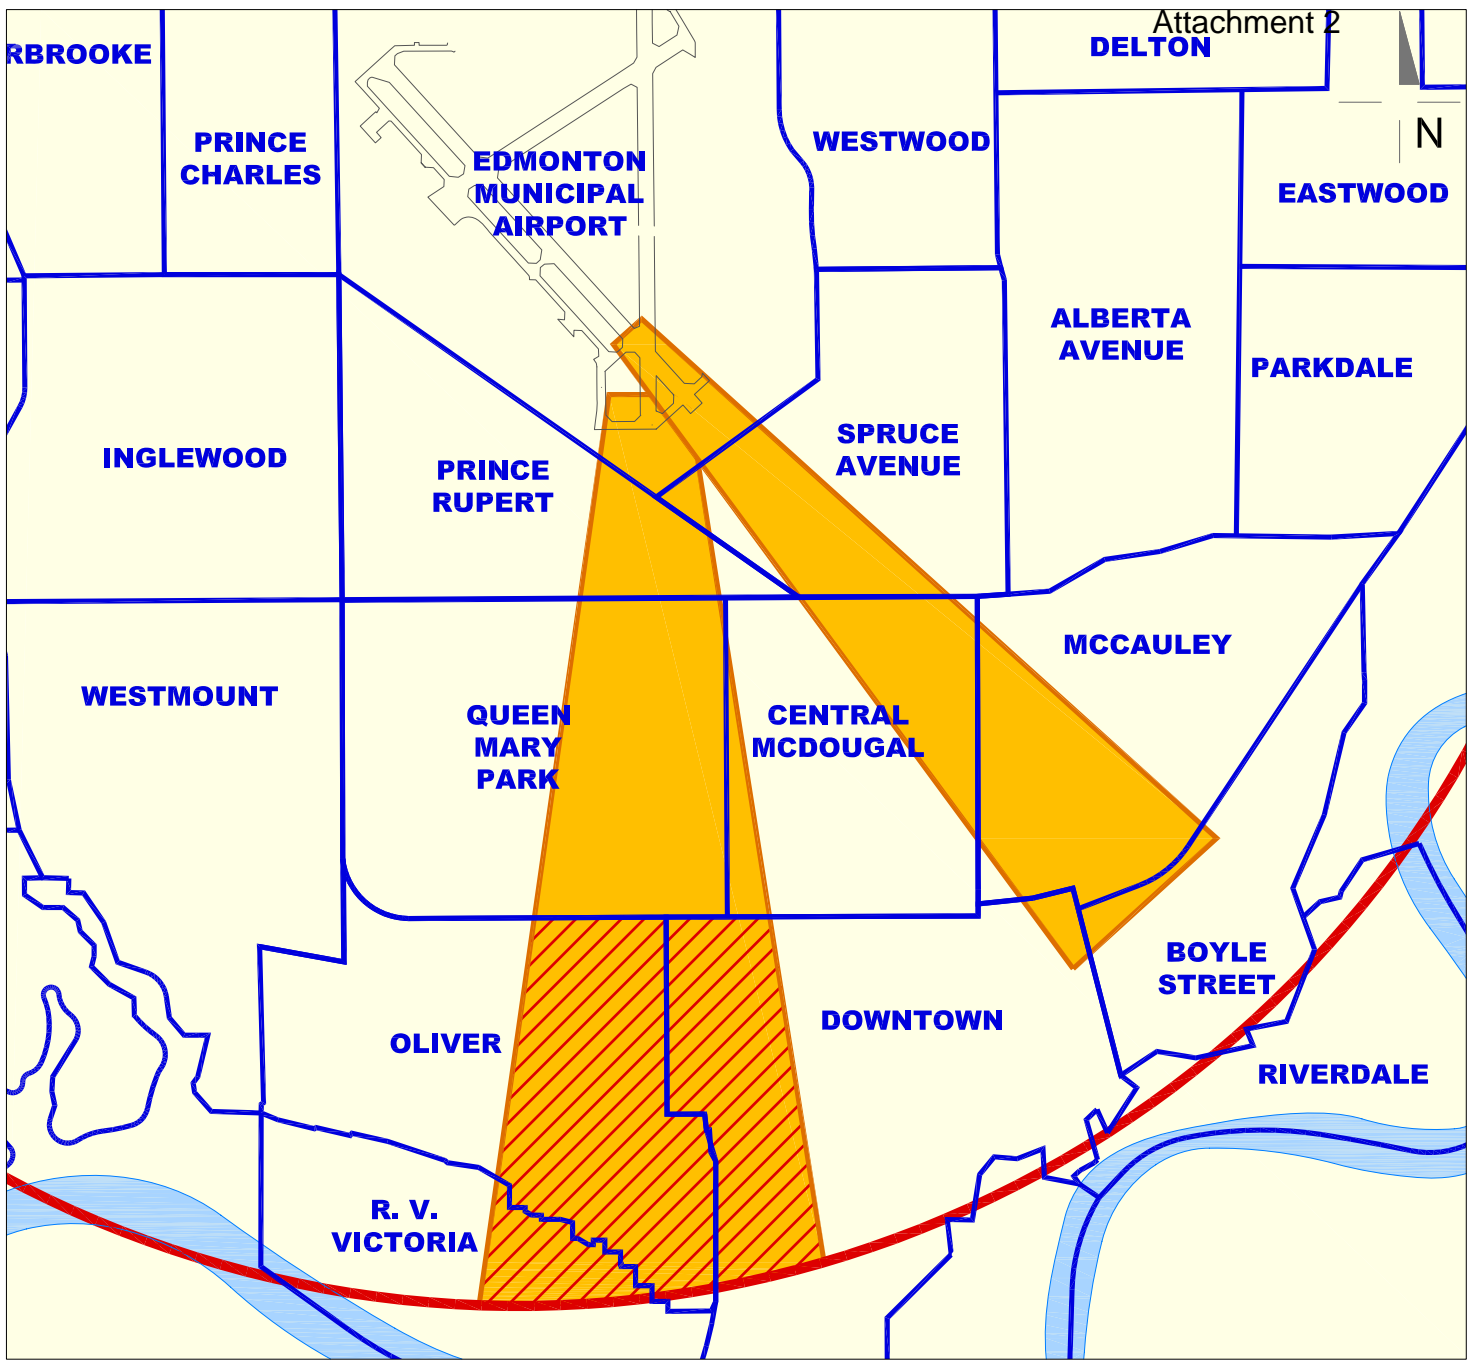 Attachment 2
RBROOKE
DELTON
N
PRINCE
CHARLES
EDMONTON
MUNICIPAL
AIRPORT
WESTWOOD
EASTWOOD
ALBERTA
AVENUE
PARKDALE
INGLEWOOD
PRINCE
RUPERT
SPRUCE
AVENUE
MCCAULEY
WESTMOUNT
QUEEN
MARY
PARK
CENTRAL
MCDOUGAL
BOYLE
STREET
OLIVER
DOWNTOWN
RIVERDALE
R. V.
VICTORIA